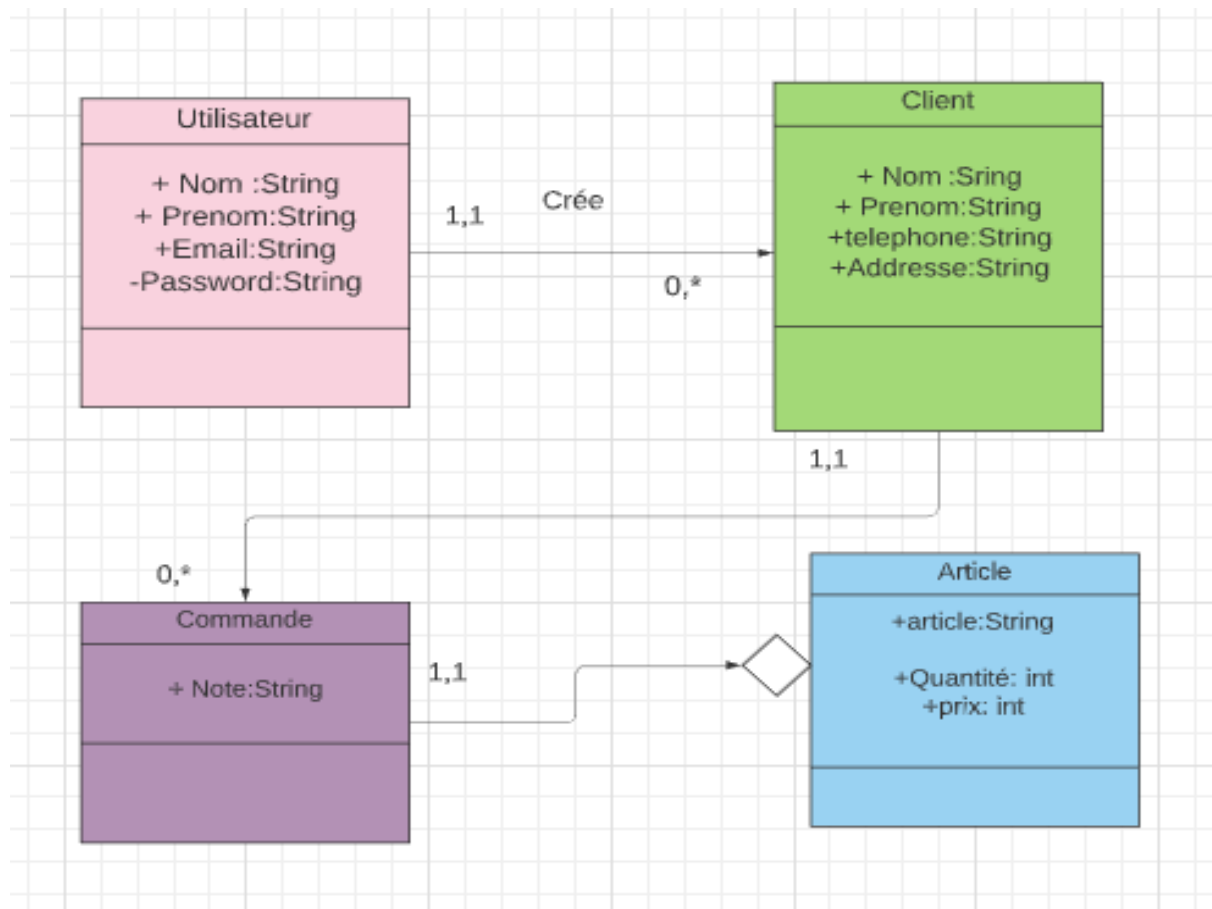 Utilisateur
+ Nom :String
+ Prenom:String
+Email:String
-Password:String
1,1
Crée
0,*
Client
+ Nom :Sring
+ Prenom:String
+telephone:String
+Addresse:String
1,1
0,*
Commande
+ Note:String
1,1
Article
+article:String
+Quantité: int
+prix: int